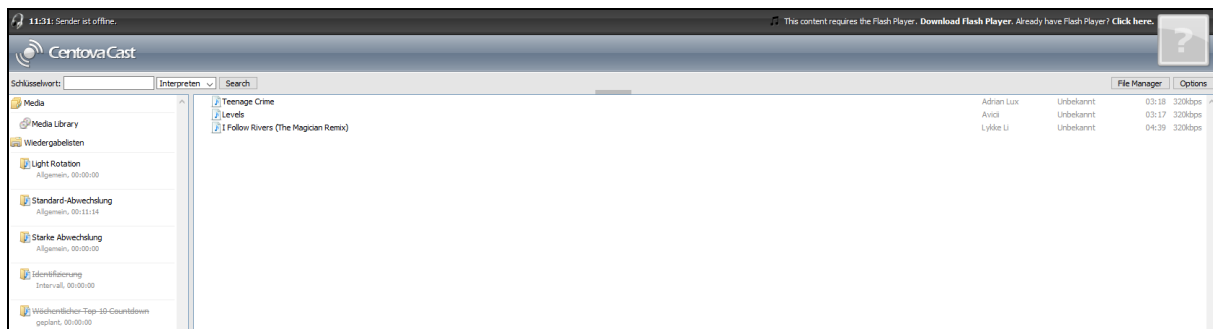 11:31: Sender ist offline.
This content requires the Flash Player. Download Flash Player. Already have Flash Player? Click here.
?
CentovaCast
Schlüsselwort: Interpreten Search File Manager Options
Media
Media Library
Wiedergabelisten
Light Rotation
Allgemein, 00:00:00
Standard-Abwechslung
Allgemein, 00:11:14
Starke Abwechslung
Allgemein, 00:00:00
Identifizierung
Intervall, 00:00:00
Wöchentlicher Top-10 Countdown
geplant, 00:00:00
Teenage Crime Adrian Lux Unbekannt 03:18 320kbps
Levels Avicii Unbekannt 03:17 320kbps
I Follow Rivers (The Magician Remix) Lykke Li Unbekannt 04:39 320kbps